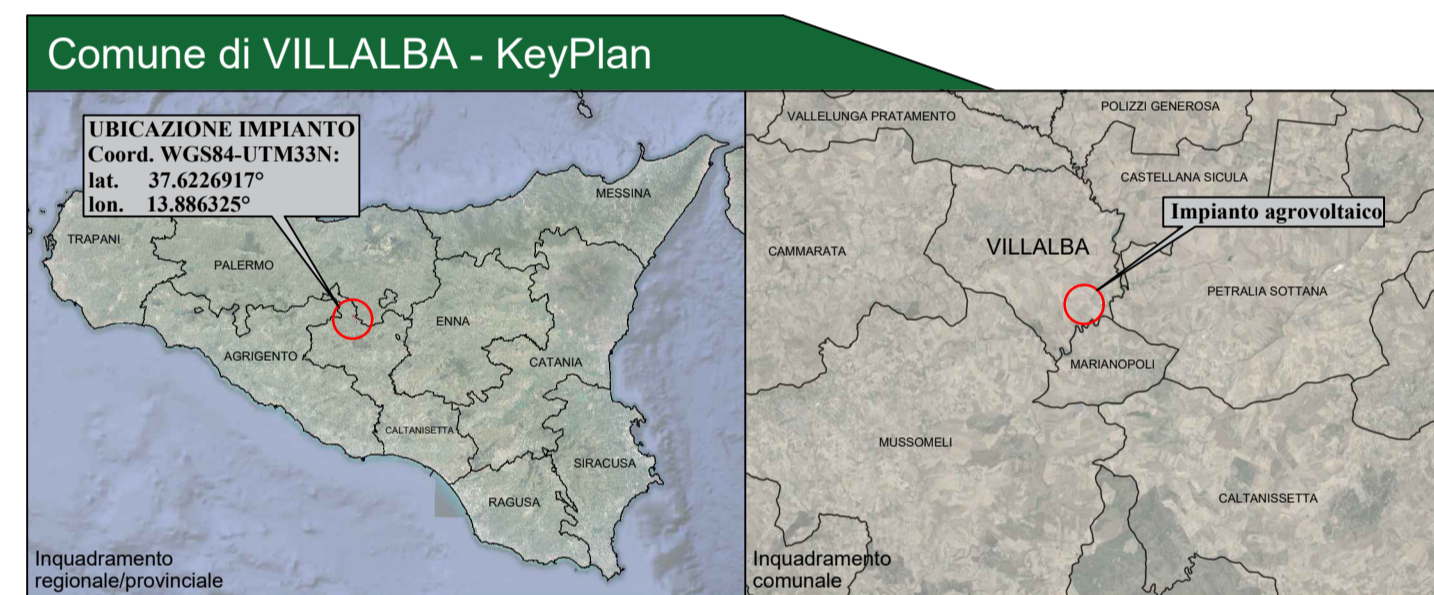 Comune di VILLALBA - KeyPlan
UBICAZIONE IMPIANTO
Coord. WGS84-UTM33N:
lat. 37.6226917°
lon. 13.886325°
MESSINA
TRAPANI
PALERMO
ENNA
AGRIGENTO
CATANIA
CALTANISETTA
SIRACUSA
RAGUSA
Inquadramento
regionale/provinciale
POLIZZI GENEROSA
VALLELUNGA PRATAMENTO
CASTELLANA SICULA
Impianto agrovoltaico
VILLALBA
CAMMARATA
PETRALIA SOTTANA
MARIANOPOLI
MUSSOMELI
CALTANISSETTA
Inquadramento
comunale